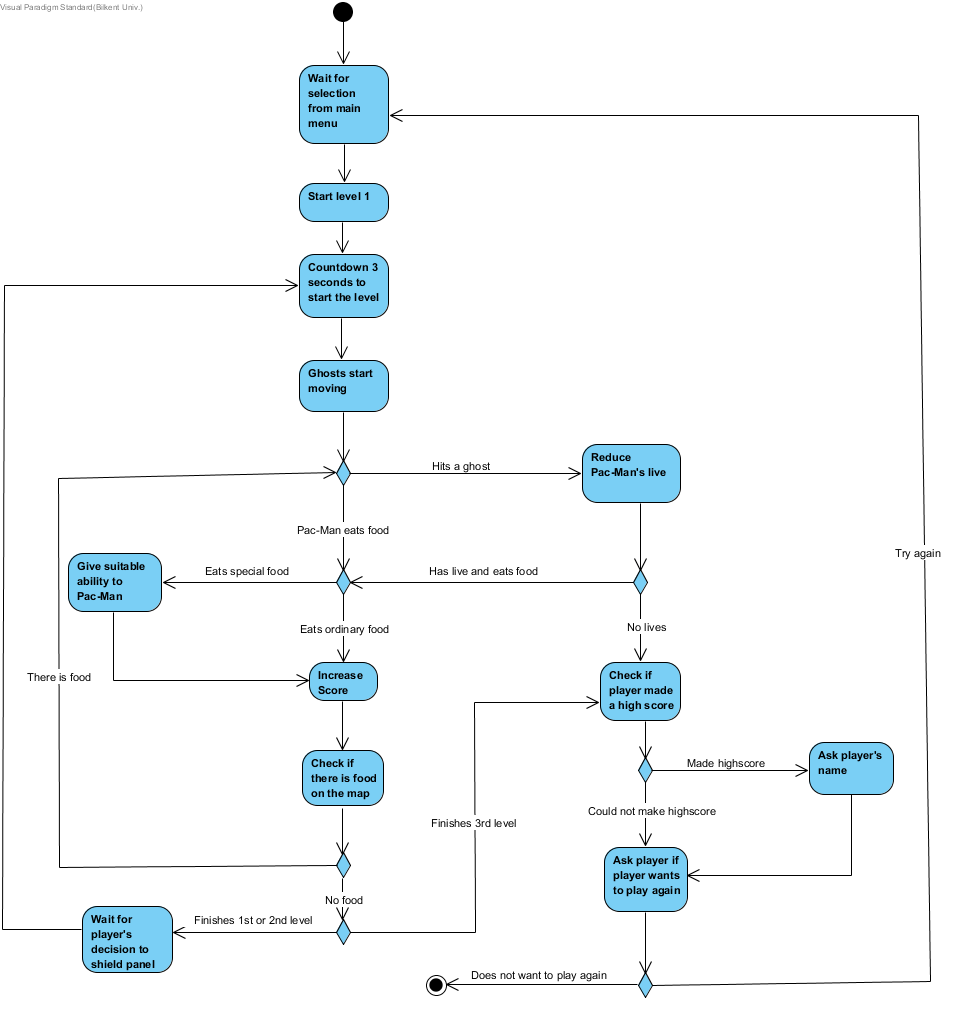 Visual Paradigm Standard(Bilkent Univ.)
Wait for
selection
from main
menu
Start level 1
Countdown 3
seconds to
start the level
Ghosts start
moving
Hits a ghost
Reduce
Pac-Man's live
Pac-Man eats food
Try again
Give suitable
ability to
Pac-Man
Eats special food
Has live and eats food
Eats ordinary food
No lives
There is food
Increase
Score
Check if
player made
a high score
Check if
there is food
on the map
Made highscore
Ask player's
name
Could not make highscore
Finishes 3rd level
Ask player if
player wants
to play again
No food
Wait for
player's
decision to
shield panel
Finishes 1st or 2nd level
Does not want to play again